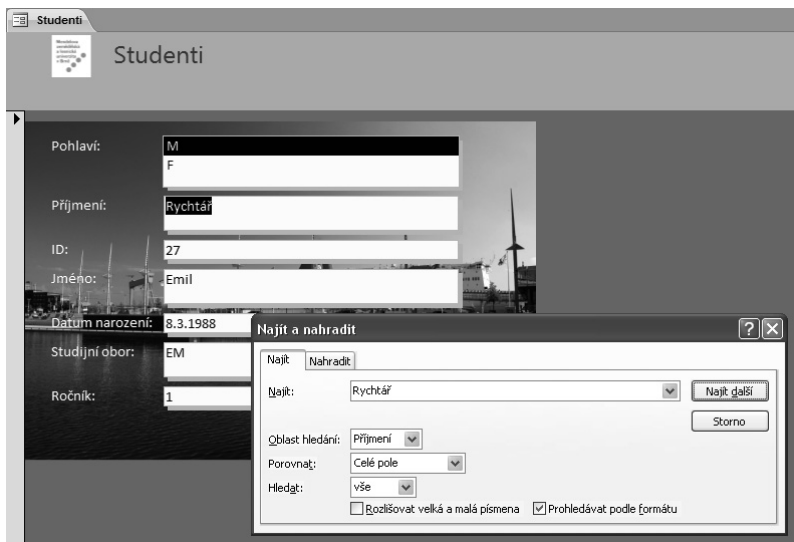 Studenti
Studenti
Pohlaví:
M
F
Příjmení:
Rychtář
ID:
27
Jméno:
Emil
Datum narození:
8.3.1988
Studijní obor:
EM
Ročník:
1
Najít a nahradit
Najít
Nahradit
Najít:
Rychtář
Najít další
Storno
Oblast hledání:
Příjmení
Porovnat:
Celé pole
Hledat:
vše
Rozlišovat velká a malá písmena
Prohledávat podle formátu